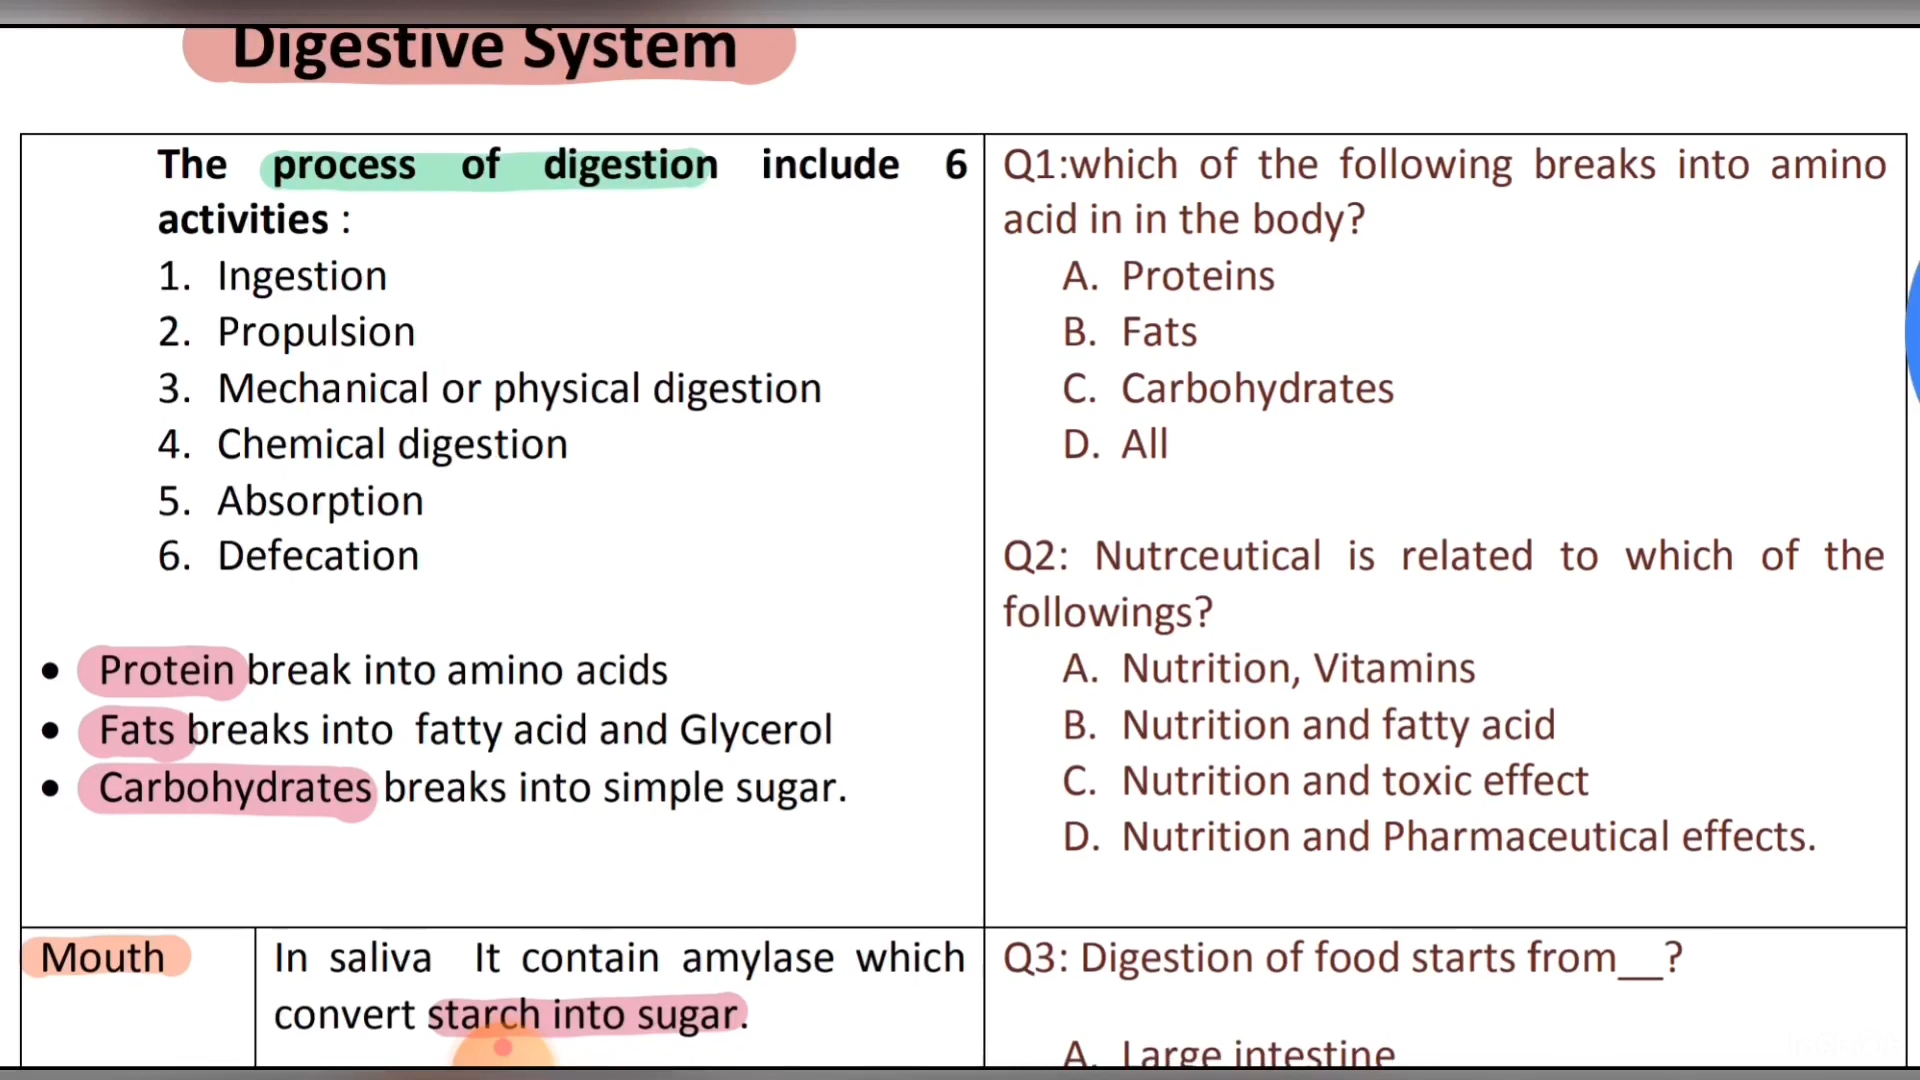 Digestive System
The process of digestion include 6
activities :
1. Ingestion
2. Propulsion
3. Mechanical or physical digestion
4. Chemical digestion
5. Absorption
6. Defecation
• Protein break into amino acids
• Fats breaks into fatty acid and Glycerol
• Carbohydrates breaks into simple sugar.
Q1:which of the following breaks into amino
acid in in the body?
A. Proteins
B. Fats
C. Carbohydrates
D. All
Q2: Nutrceutical is related to which of the
followings?
A. Nutrition, Vitamins
B. Nutrition and fatty acid
C. Nutrition and toxic effect
D. Nutrition and Pharmaceutical effects.
Mouth
In saliva It contain amylase which
convert starch into sugar.
Q3: Digestion of food starts from__?
A. Large intestine